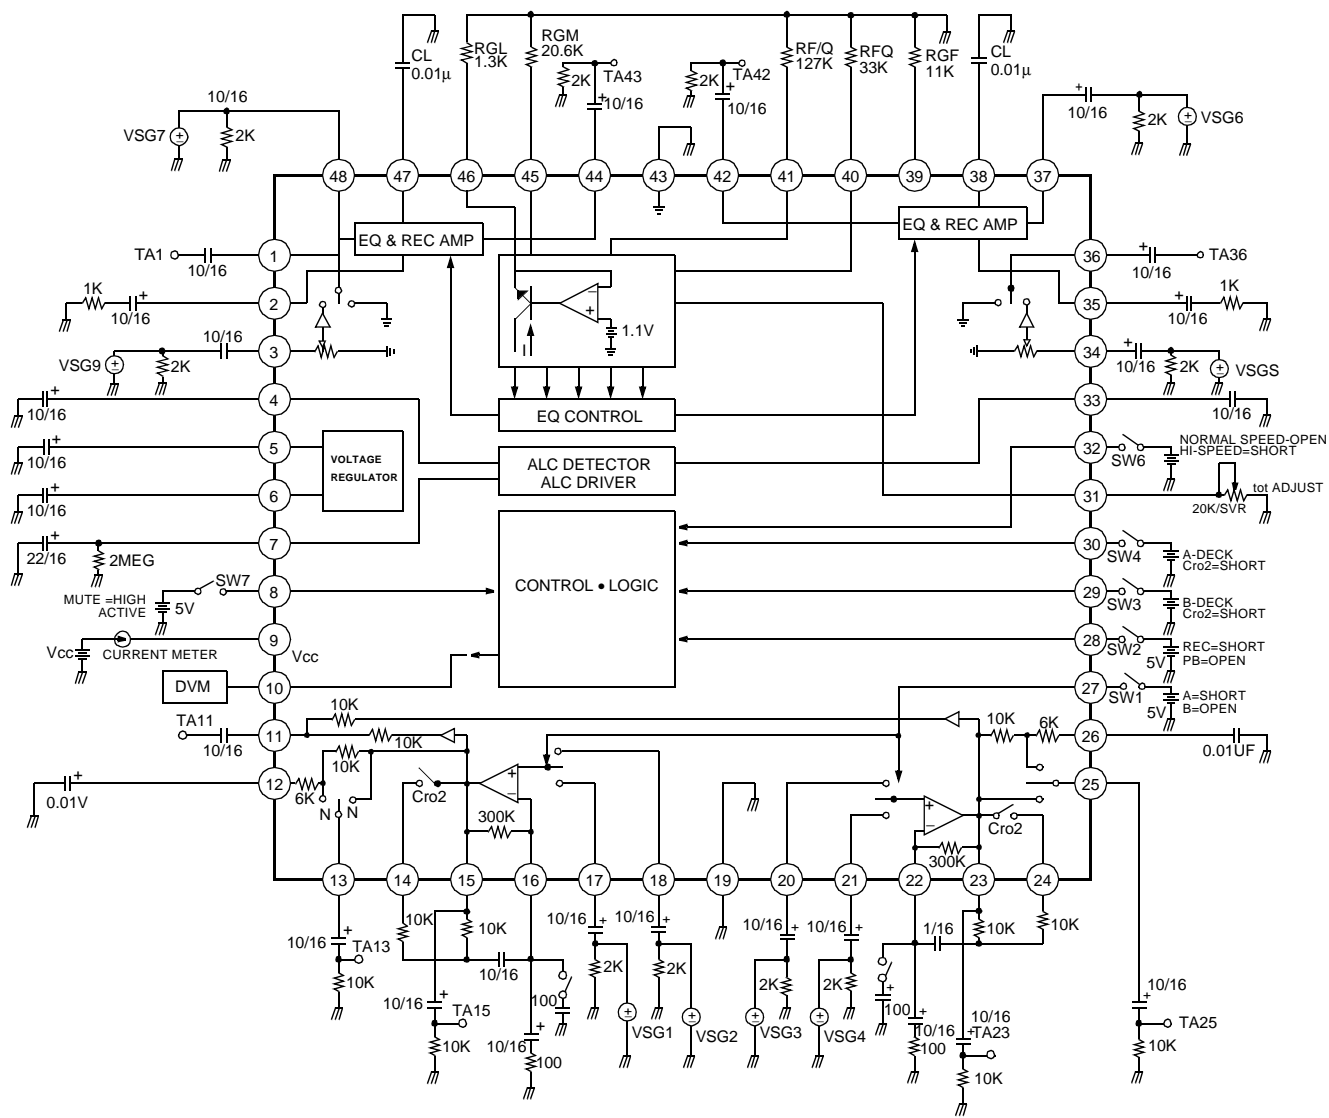 CL
0.01µ
RGL
1.3K
RGM
20.6K
TA43
2K
10/16
TA42
2K
10/16
RF/Q
127K
RFQ
33K
RGF
11K
CL
0.01µ
10/16
VSG7
2K
10/16
2K
VSG6
48
47
46
45
44
43
42
41
40
39
38
37
EQ & REC AMP
EQ & REC AMP
TA1
10/16
1
36
10/16
TA36
1K
10/16
2
35
10/16
1K
1.1V
I
10/16
VSG9
2K
3
34
10/16
2K
VSGS
10/16
4
EQ CONTROL
33
10/16
10/16
5
VOLTAGE
REGULATOR
ALC DETECTOR
ALC DRIVER
32
SW6
NORMAL SPEED-OPEN
HI-SPEED=SHORT
10/16
6
31
20K/SVR
tot ADJUST
22/16
2MEG
7
30
SW4
A-DECK
Cro2=SHORT
MUTE =HIGH
ACTIVE
5V
SW7
8
CONTROL • LOGIC
29
SW3
B-DECK
Cro2=SHORT
Vcc
CURRENT METER
9
Vcc
28
SW2
5V
REC=SHORT
PB=OPEN
DVM
10
27
SW1
5V
A=SHORT
B=OPEN
TA11
10/16
11
10K
10K
10K
10K
6K
26
0.01UF
0.01V
12
6K
N
N
Cro2
+
−
300K
+
−
300K
Cro2
25
13
14
15
16
17
18
19
20
21
22
23
24
10/16
TA13
10K
10K
10K
10/16
TA15
10K
10/16
10/16
100
100
10/16
2K
VSG1
10/16
2K
VSG2
10/16
2K
VSG3
10/16
2K
VSG4
100
1/16
10/16
100
10K
10K
10/16
TA23
10K
10/16
TA25
10K